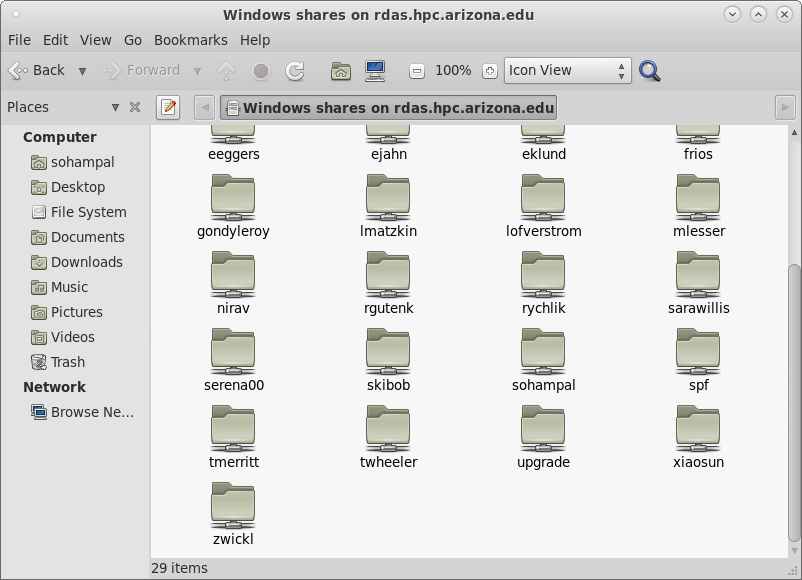 Windows shares on rdas.hpc.arizona.edu
File Edit View Go Bookmarks Help
Back Forward 100% Icon View
Places
Windows shares on rdas.hpc.arizona.edu
Computer
sohampal
Desktop
File System
Documents
Downloads
Music
Pictures
Videos
Trash
Network
Browse Ne...
eeggers ejahn eklund frios
gondyleroy lmatzkin lofverstrom mlesser
nirav rgutenk rychlik sarawillis
serena00 skibob sohampal spf
tmerritt twheeler upgrade xiaosun
zwickl
29 items